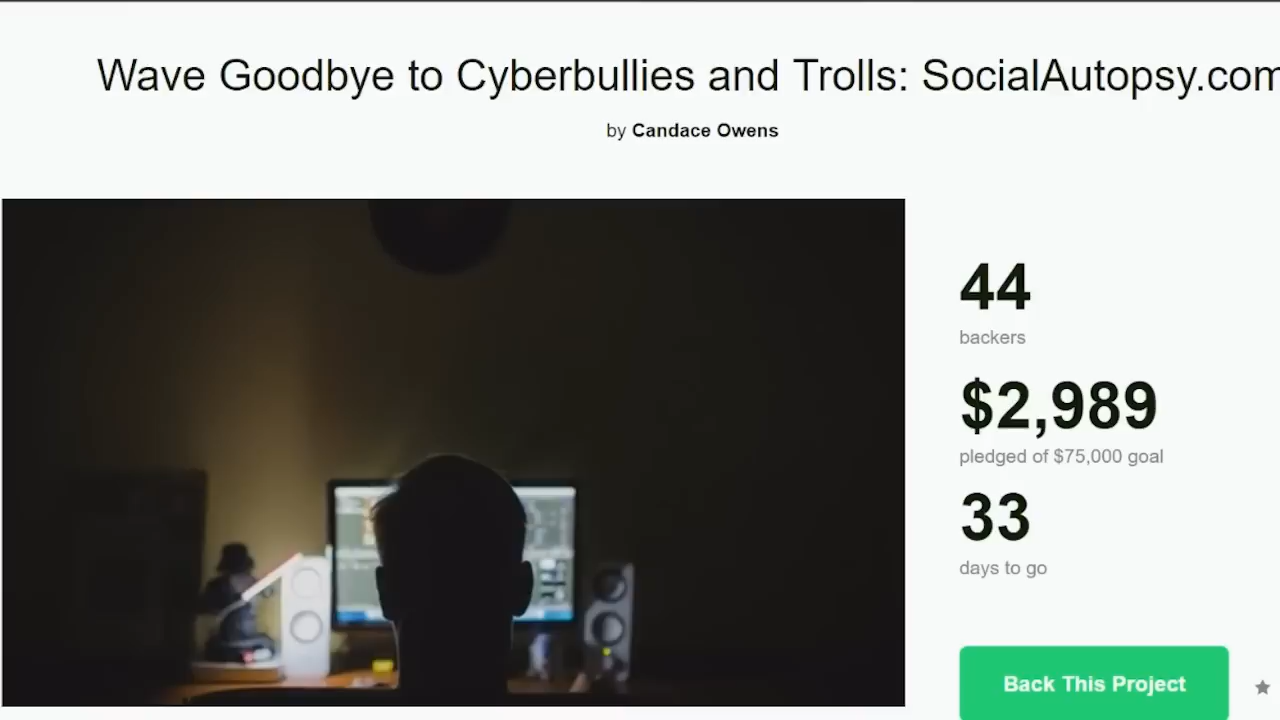 Wave Goodbye to Cyberbullies and Trolls: SocialAutopsy.com
by Candace Owens
44
backers
$2,989
pledged of $75,000 goal
33
days to go
Back This Project